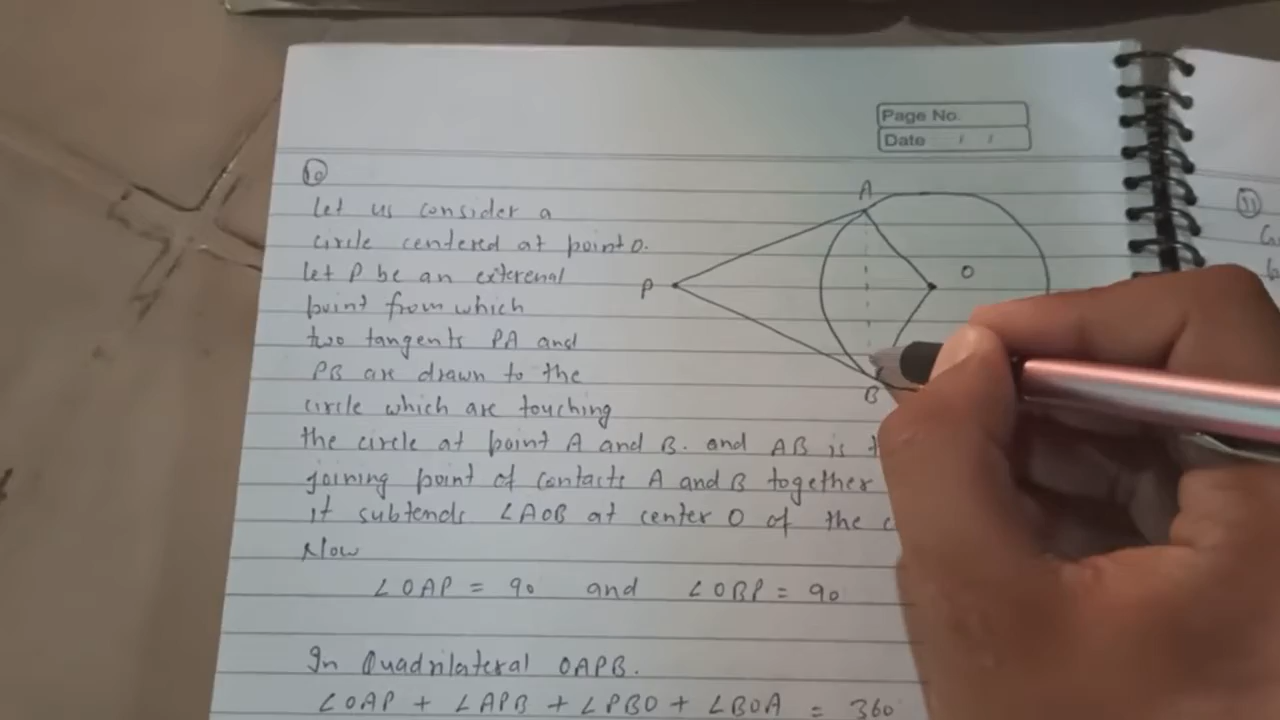 Page No.
Date / /
10
Let us consider a
circle centered at point O.
Let P be an exterenal
point from which
two tangents PA and
PB are drawn to the
circle which are touching
the circle at point A and B. and AB is
joining point of contacts A and B together
it subtends ∠AOB at center O of the
Now
∠OAP = 90 and ∠OBP = 90
In Quadrilateral OAPB.
∠OAP + ∠APB + ∠PBO + ∠BOA = 360
A
P
O
B
11